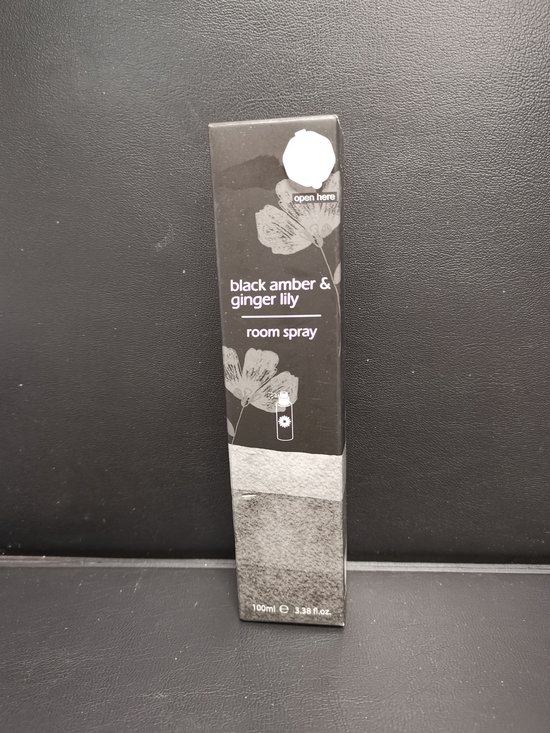 open here
black amber &
ginger lily
room spray
100ml ℮ 3.38 fl.oz.